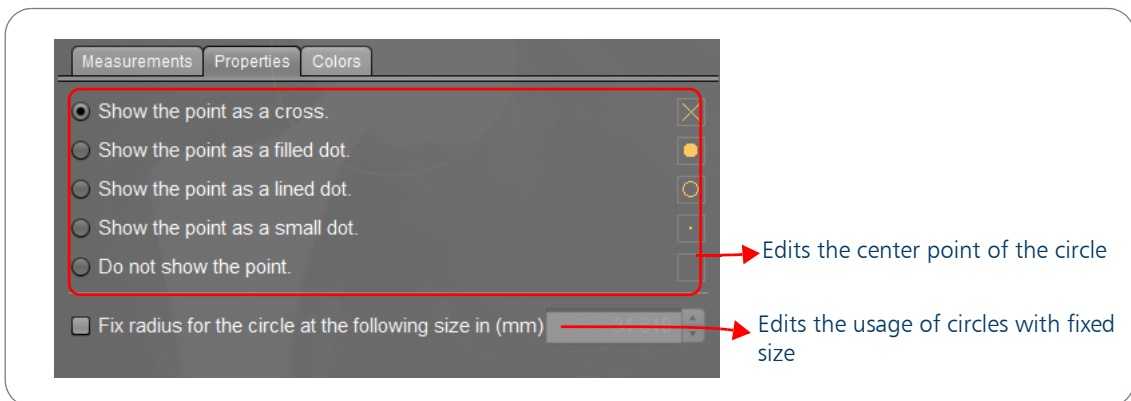 Measurements Properties Colors
Show the point as a cross.
Show the point as a filled dot.
Show the point as a lined dot.
Show the point as a small dot.
Do not show the point.
Edits the center point of the circle
Fix radius for the circle at the following size in (mm)
Edits the usage of circles with fixed
size